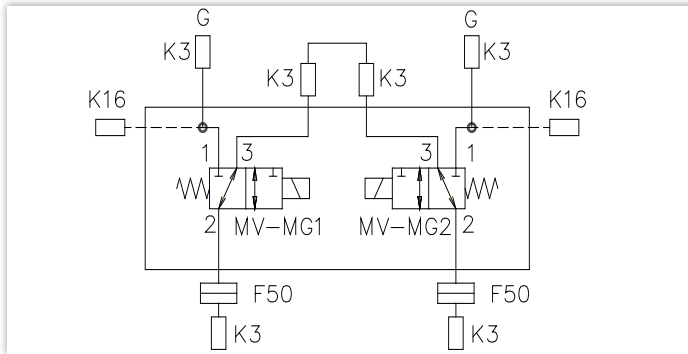 G G
K3 K3 K3 K3
K16 K16
1 3 3 1
2 MV-MG1 MV-MG2 2
F50 F50
K3 K3